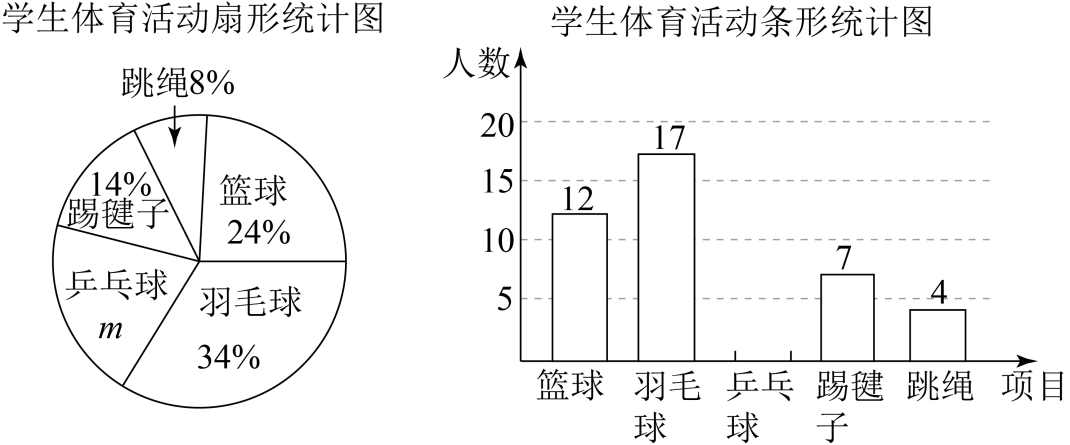 学生体育活动扇形统计图
跳绳8%
14%
踢毽子
篮球
24%
乒乓球
m
羽毛球
34%
学生体育活动条形统计图
人数
20
15
10
5
12
17
7
4
篮球
羽毛
球
乒乓
球
踢毽
子
跳绳
项目